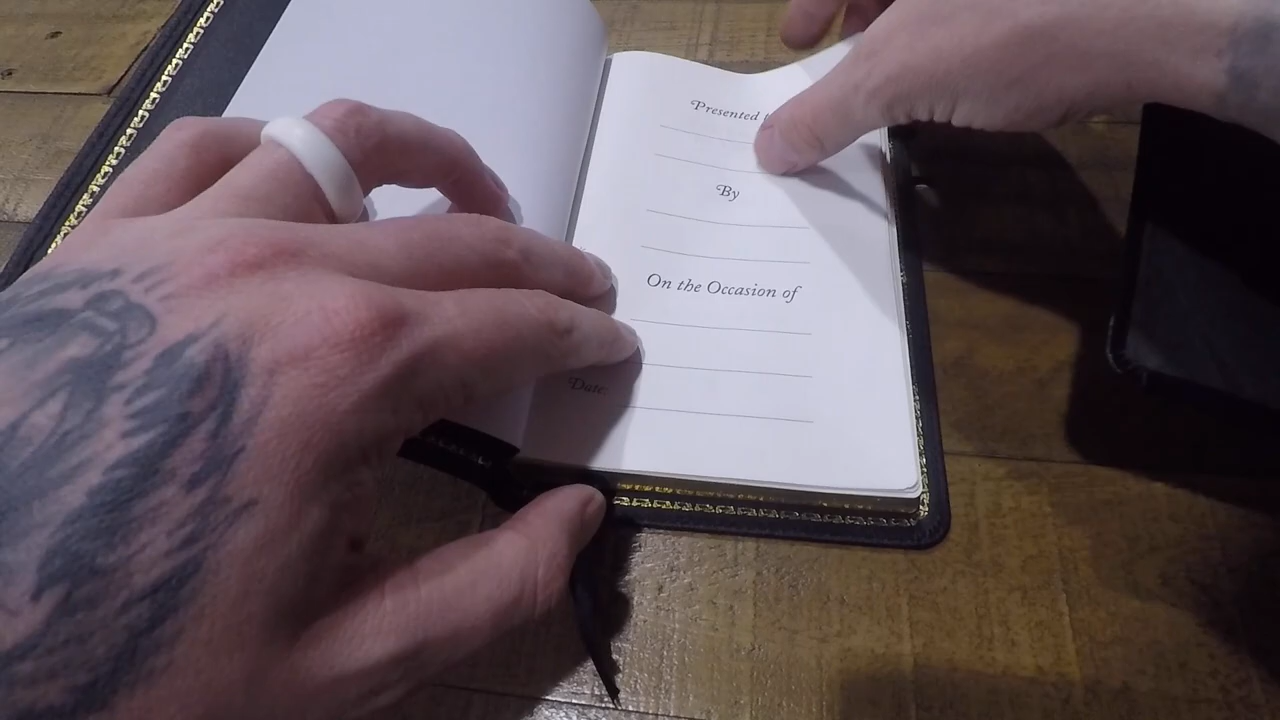 Presented
By
On the Occasion of
Date: